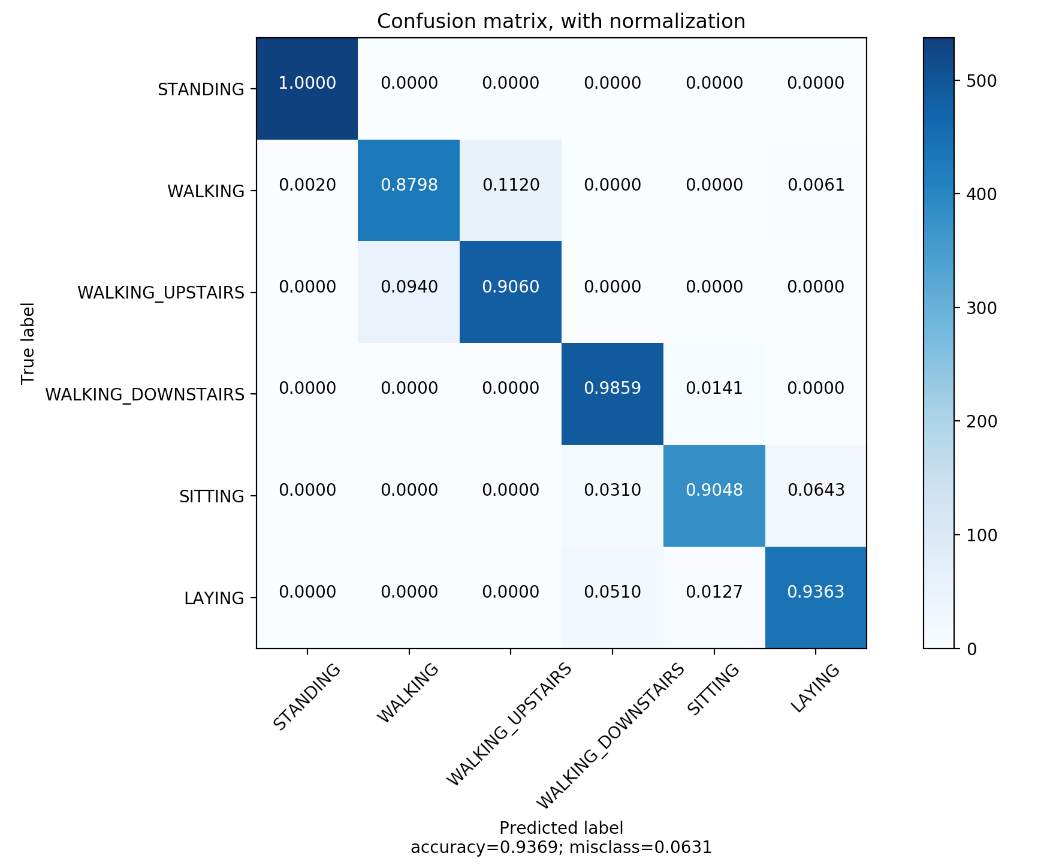 Confusion matrix, with normalization
True label
STANDING 1.0000 0.0000 0.0000 0.0000 0.0000 0.0000
WALKING 0.0020 0.8798 0.1120 0.0000 0.0000 0.0061
WALKING_UPSTAIRS 0.0000 0.0940 0.9060 0.0000 0.0000 0.0000
WALKING_DOWNSTAIRS 0.0000 0.0000 0.0000 0.9859 0.0141 0.0000
SITTING 0.0000 0.0000 0.0000 0.0310 0.9048 0.0643
LAYING 0.0000 0.0000 0.0000 0.0510 0.0127 0.9363
STANDING WALKING WALKING_UPSTAIRS WALKING_DOWNSTAIRS SITTING LAYING
Predicted label
accuracy=0.9369; misclass=0.0631
500
400
300
200
100
0